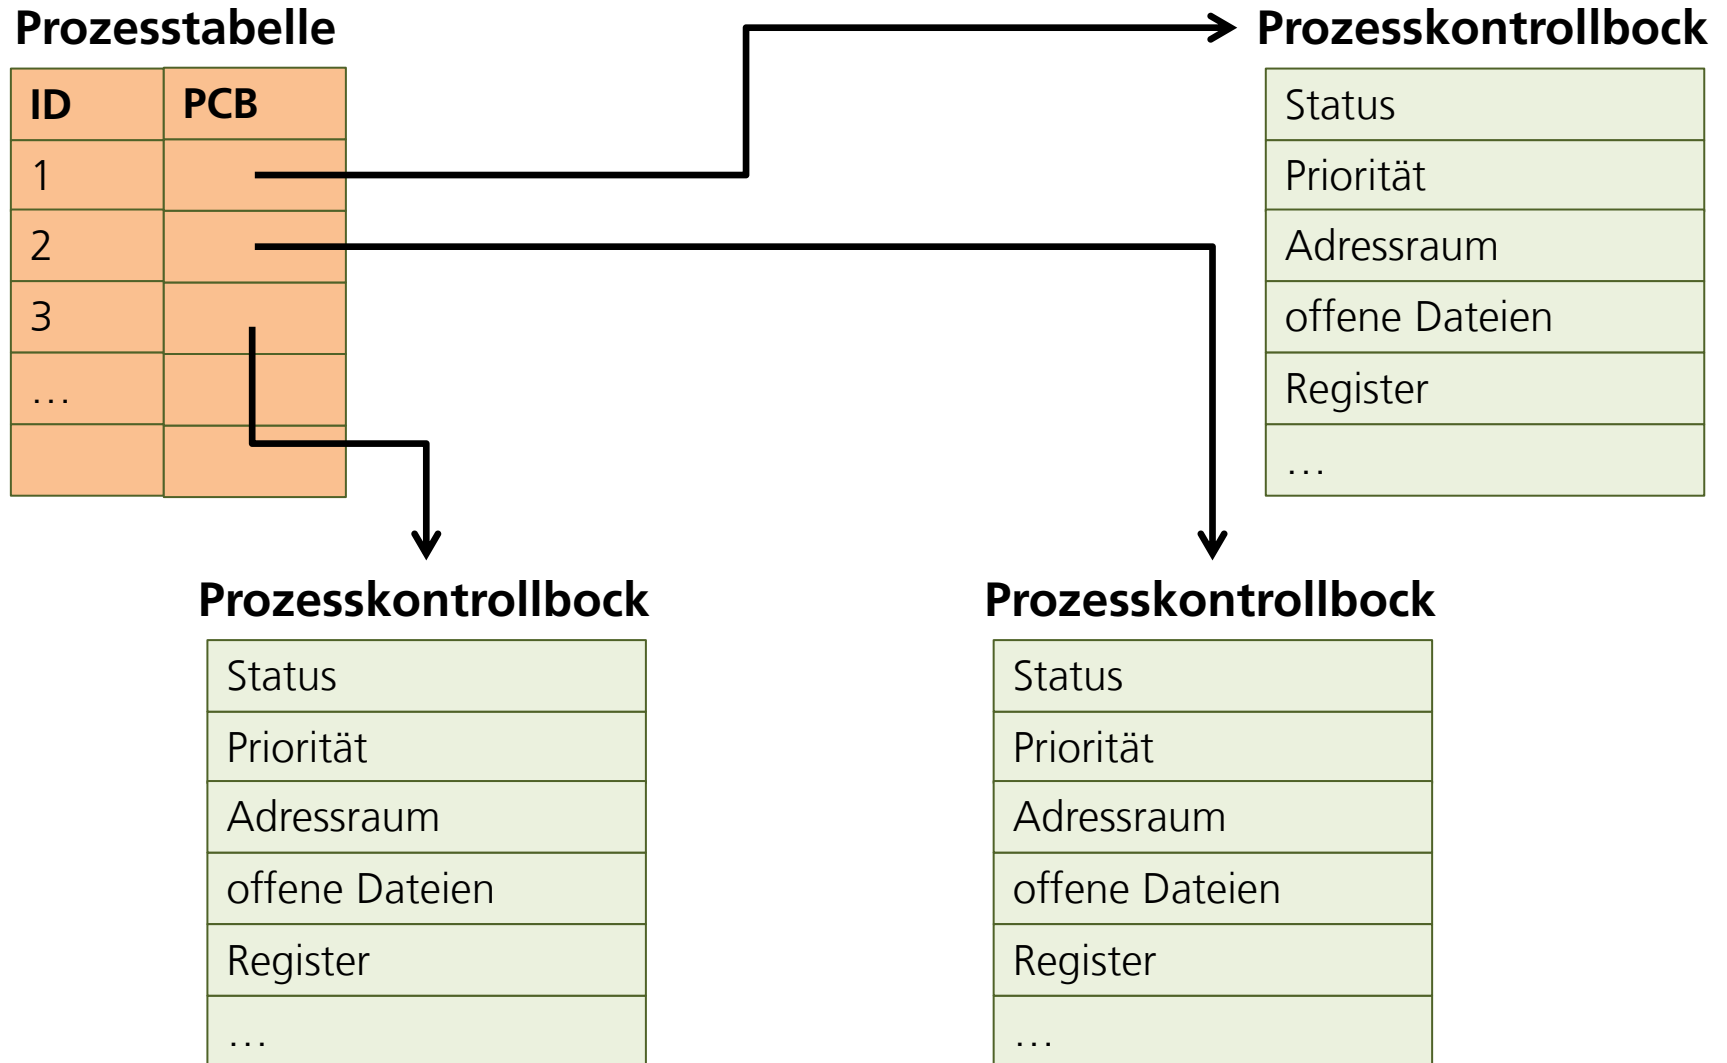 Prozesstabelle
ID PCB
1
2
3
...
Prozesskontrollbock
Status
Priorität
Adressraum
offene Dateien
Register
...
Prozesskontrollbock
Status
Priorität
Adressraum
offene Dateien
Register
...
Prozesskontrollbock
Status
Priorität
Adressraum
offene Dateien
Register
...